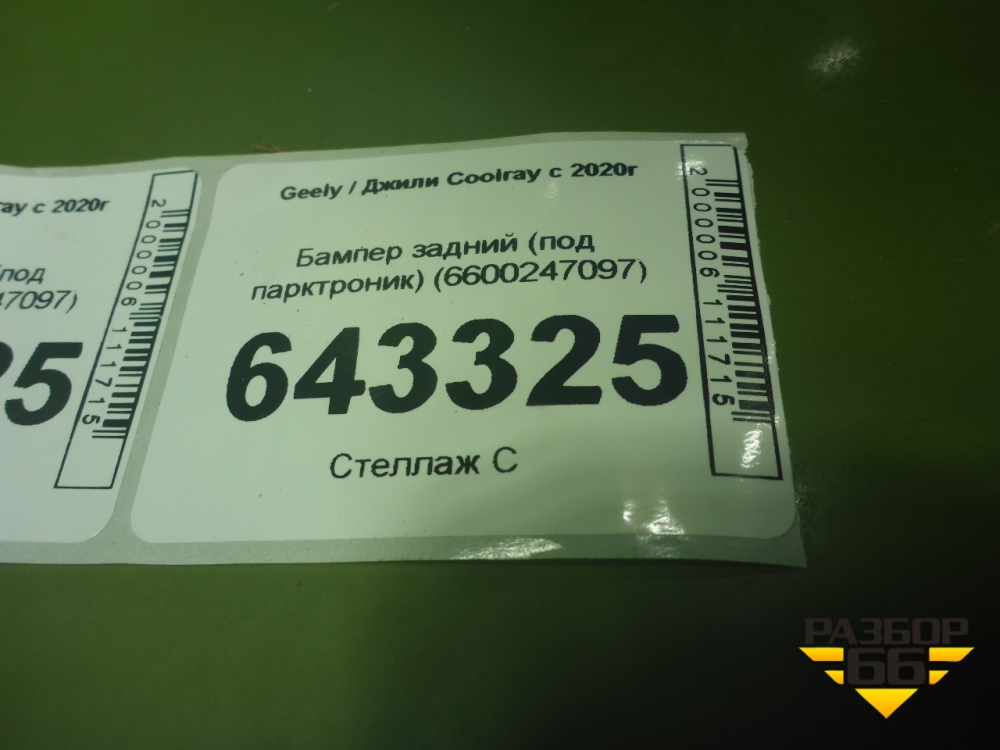 ray с 2020г
(под
47097)
25
2000006111715
Geely / Джили Coolray с 2020г
Бампер задний (под
парктроник) (6600247097)
643325
Стеллаж С
2000006111715
РАЗБОР
66